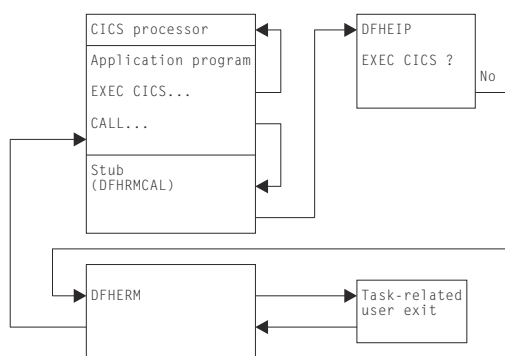 CICS processor
Application program
EXEC CICS...
CALL...
Stub
(DFHRMCAL)
DFHEIP
EXEC CICS ?
No
DFHERM
Task-related
user exit